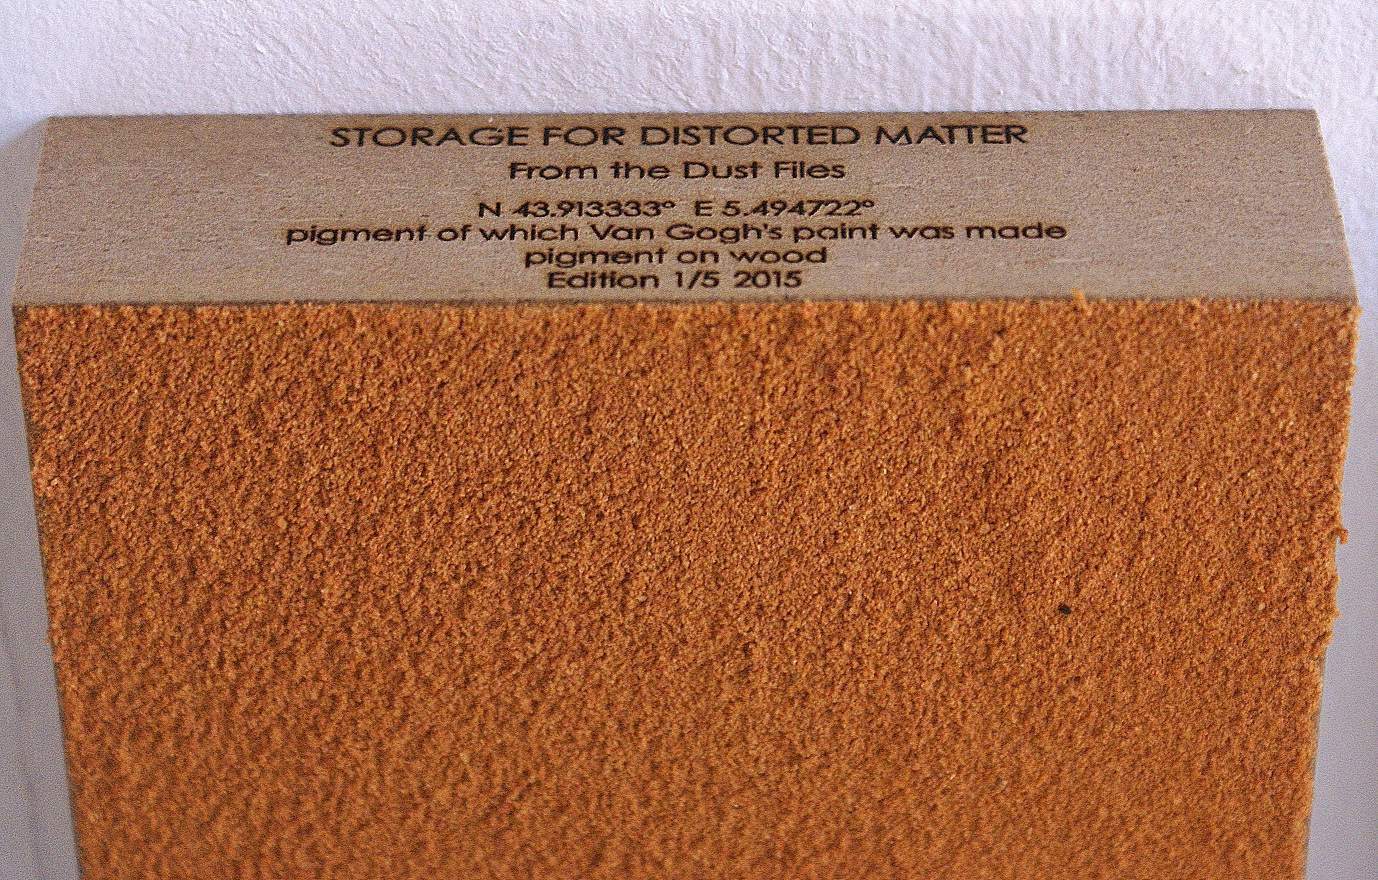 STORAGE FOR DISTORTED MATTER
From the Dust Files
N 43.913333° E 5.494722°
pigment of which Van Gogh's paint was made
pigment on wood
Edition 1/5 2015